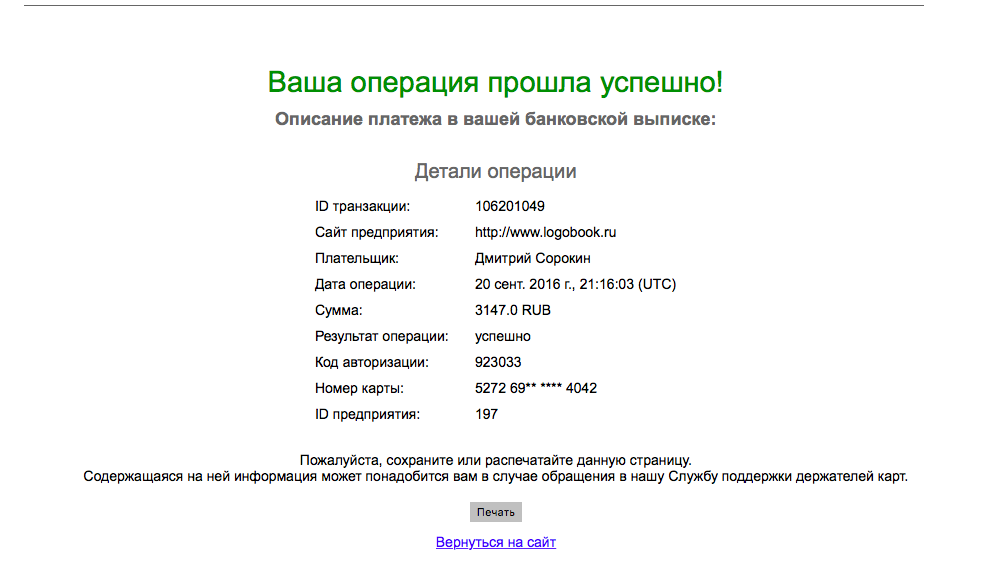 Ваша операция прошла успешно!
Описание платежа в вашей банковской выписке:
Детали операции
ID транзакции: 106201049
Сайт предприятия: http://www.logobook.ru
Плательщик: Дмитрий Сорокин
Дата операции: 20 сент. 2016 г., 21:16:03 (UTC)
Сумма: 3147.0 RUB
Результат операции: успешно
Код авторизации: 923033
Номер карты: 5272 69** **** 4042
ID предприятия: 197
Пожалуйста, сохраните или распечатайте данную страницу.
Содержащаяся на ней информация может понадобится вам в случае обращения в нашу Службу поддержки держателей карт.
Печать
Вернуться на сайт